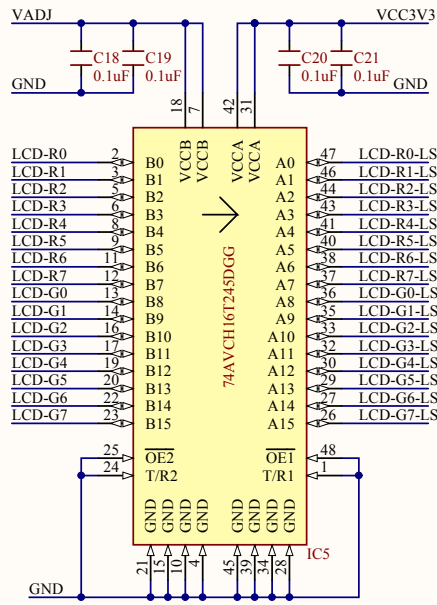 VADJ VCC3V3
C18 C19 C20 C21
0.1uF 0.1uF 0.1uF 0.1uF
GND GND
18 7 42 31
VCCB VCCB VCCA VCCA
LCD-R0 2 B0 A0 47 LCD-R0-LS
LCD-R1 3 B1 A1 46 LCD-R1-LS
LCD-R2 5 B2 A2 44 LCD-R2-LS
LCD-R3 6 B3 A3 43 LCD-R3-LS
LCD-R4 8 B4 A4 41 LCD-R4-LS
LCD-R5 9 B5 A5 40 LCD-R5-LS
LCD-R6 11 B6 A6 38 LCD-R6-LS
LCD-R7 12 B7 A7 37 LCD-R7-LS
LCD-G0 13 B8 A8 36 LCD-G0-LS
LCD-G1 14 B9 A9 35 LCD-G1-LS
LCD-G2 16 B10 A10 33 LCD-G2-LS
LCD-G3 17 B11 A11 32 LCD-G3-LS
LCD-G4 19 B12 A12 30 LCD-G4-LS
LCD-G5 20 B13 A13 29 LCD-G5-LS
LCD-G6 22 B14 A14 27 LCD-G6-LS
LCD-G7 23 B15 A15 26 LCD-G7-LS
74AVCH16T245DGG
25 OE2 OE1 48
24 T/R2 T/R1 1
GND GND GND GND GND GND GND GND
21 15 10 4 45 39 34 28
IC5
GND